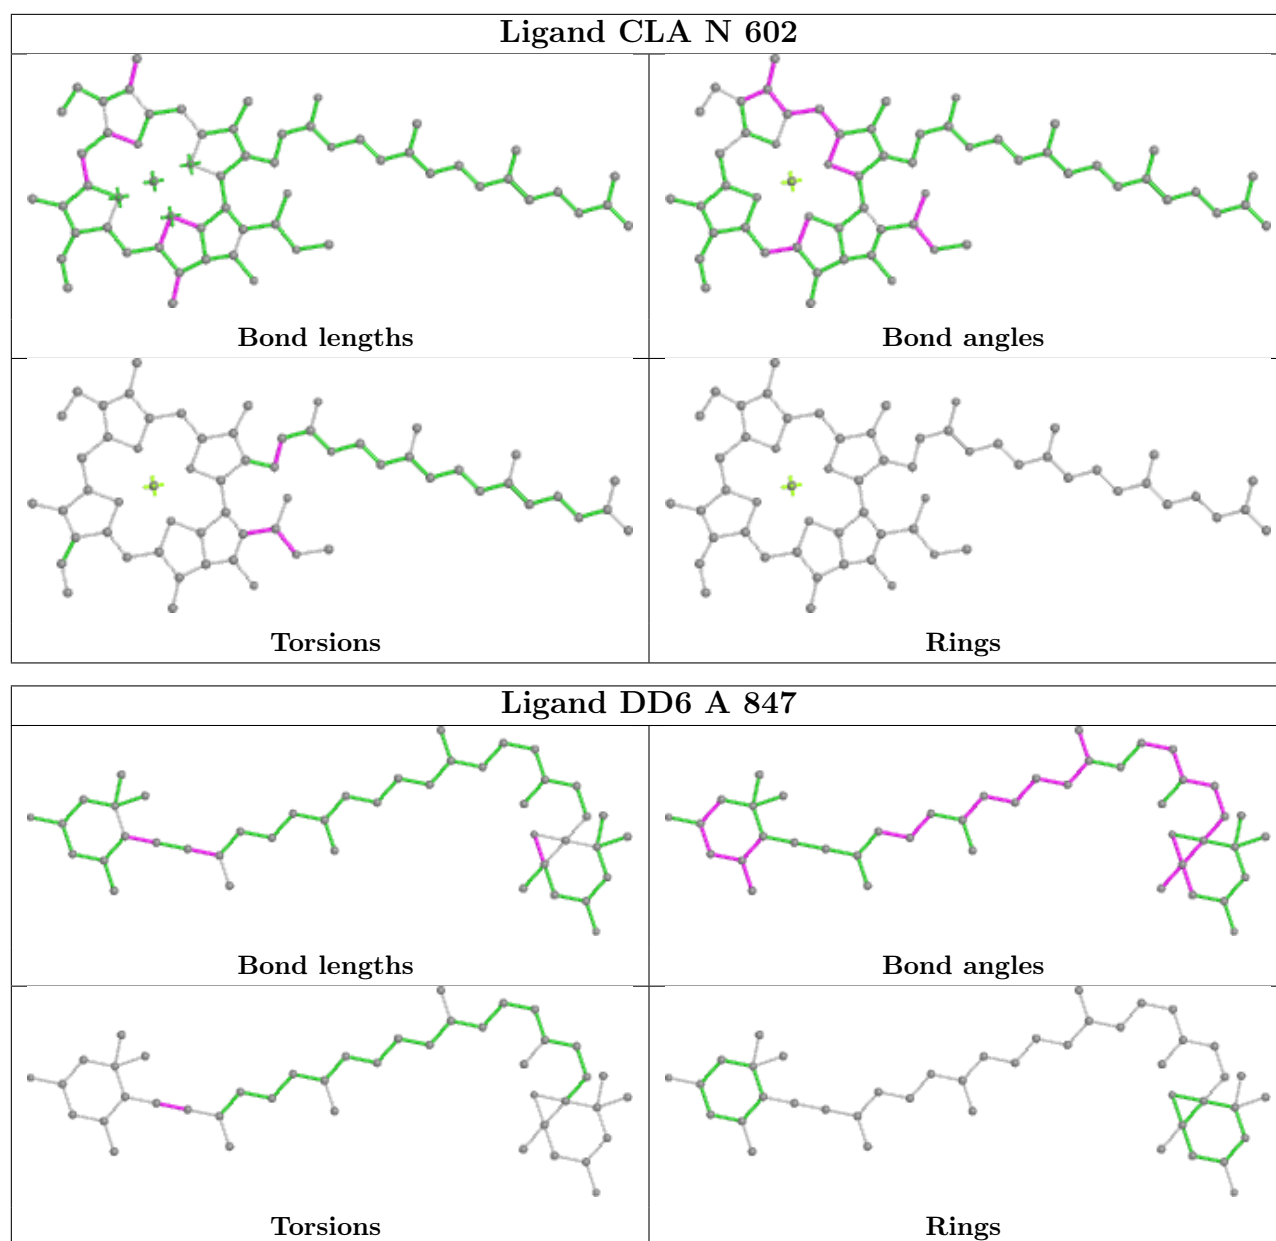 Ligand CLA N 602
Bond lengths
Bond angles
Torsions
Rings
Ligand DD6 A 847
Bond lengths
Bond angles
Torsions
Rings